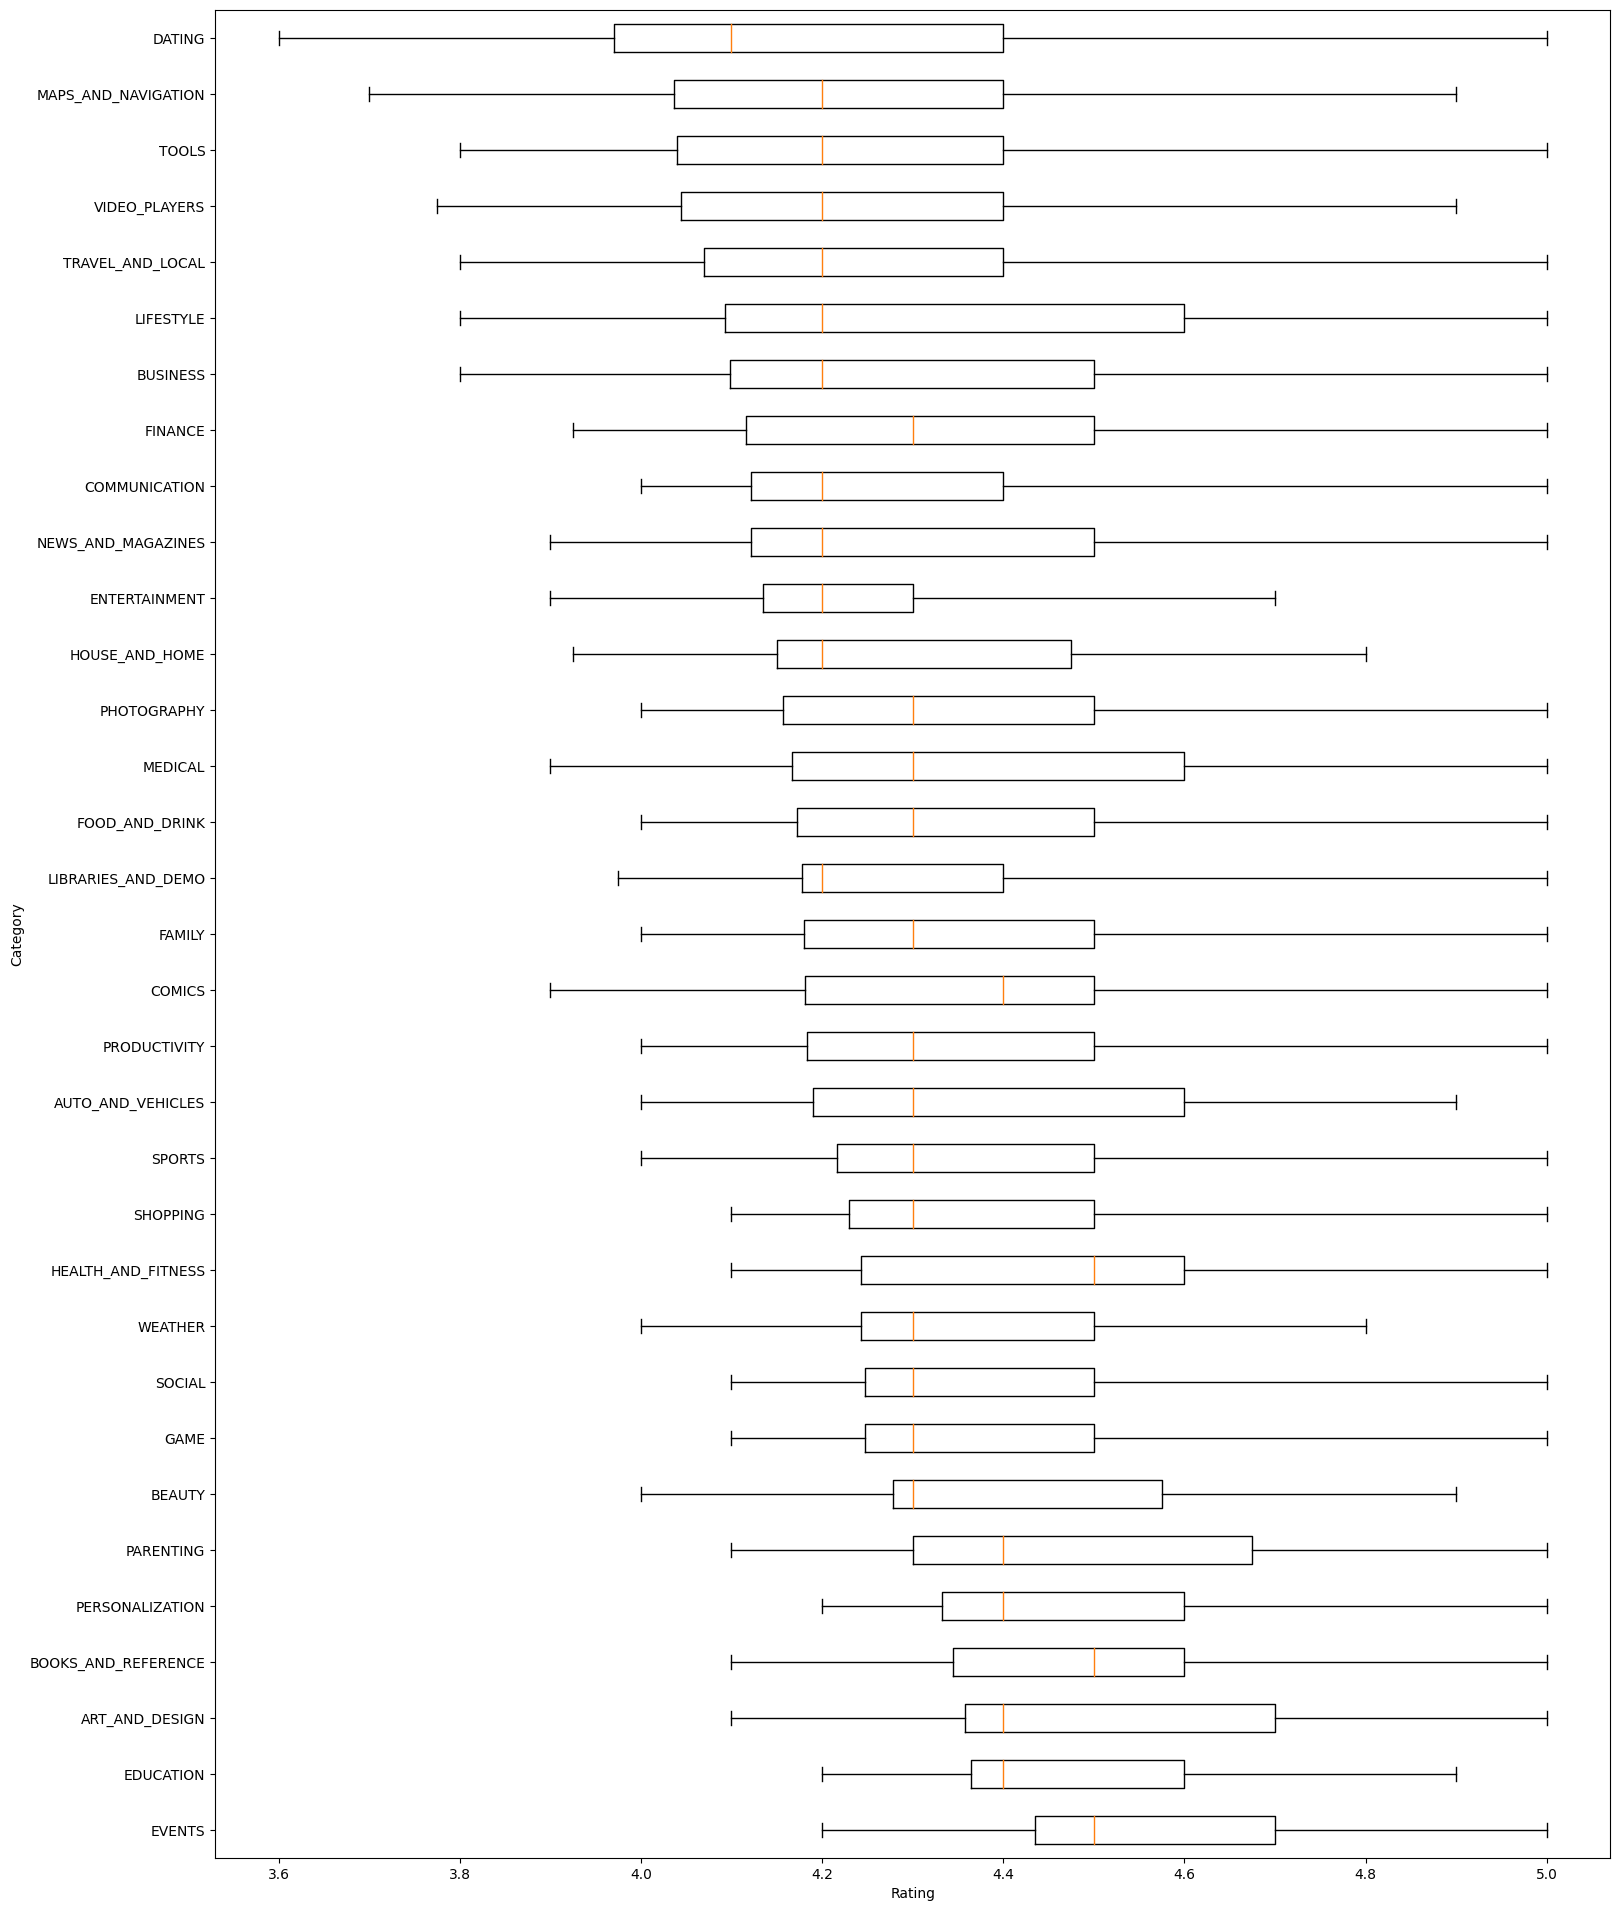 DATING
MAPS_AND_NAVIGATION
TOOLS
VIDEO_PLAYERS
TRAVEL_AND_LOCAL
LIFESTYLE
BUSINESS
FINANCE
COMMUNICATION
NEWS_AND_MAGAZINES
ENTERTAINMENT
HOUSE_AND_HOME
PHOTOGRAPHY
MEDICAL
FOOD_AND_DRINK
LIBRARIES_AND_DEMO
FAMILY
Category
COMICS
PRODUCTIVITY
AUTO_AND_VEHICLES
SPORTS
SHOPPING
HEALTH_AND_FITNESS
WEATHER
SOCIAL
GAME
BEAUTY
PARENTING
PERSONALIZATION
BOOKS_AND_REFERENCE
ART_AND_DESIGN
EDUCATION
EVENTS
3.6 3.8 4.0 4.2 4.4 4.6 4.8 5.0
Rating